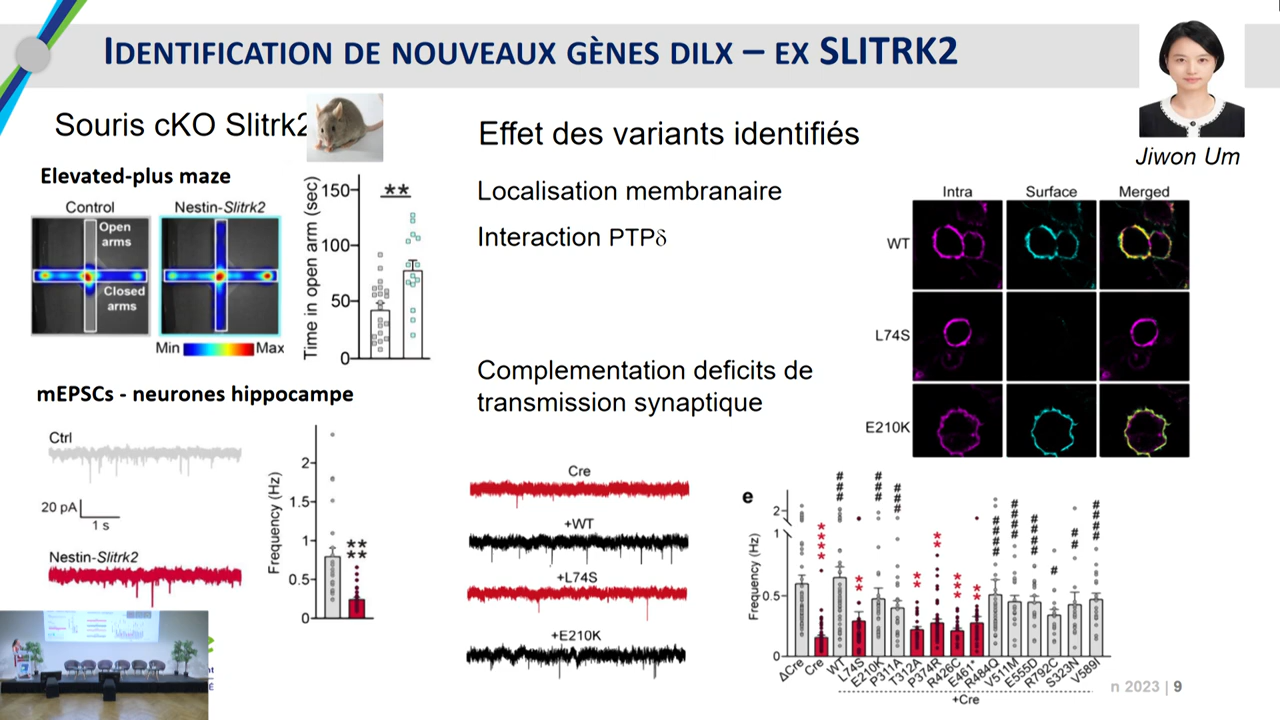 IDENTIFICATION DE NOUVEAUX GÈNES DILX – EX SLITRK2
Jiwon Um
Souris cKO Slitrk2
Elevated-plus maze
Control
Nestin-Slitrk2
Open
arms
Closed
arms
Min
Max
Time in open arm (sec)
150
100
50
0
**
mEPSCs - neurones hippocampe
Ctrl
20 pA
1 s
Nestin-Slitrk2
Frequency (Hz)
2
1.5
1
0.5
0
**
**
Effet des variants identifiés
Localisation membranaire
Interaction PTPδ
Intra
Surface
Merged
WT
L74S
E210K
Complementation deficits de
transmission synaptique
Cre
+WT
+L74S
+E210K
e
Frequency (Hz)
2
1
0.5
0
****
###
**
###
###
**
**
***
**
####
####
####
#
##
####
ΔCre
Cre
WT
L74S
E210K
P311A
T312A
P374R
R426C
E461*
R484Q
V511M
E555D
R792C
S323N
V589I
+Cre
n 2023 | 9